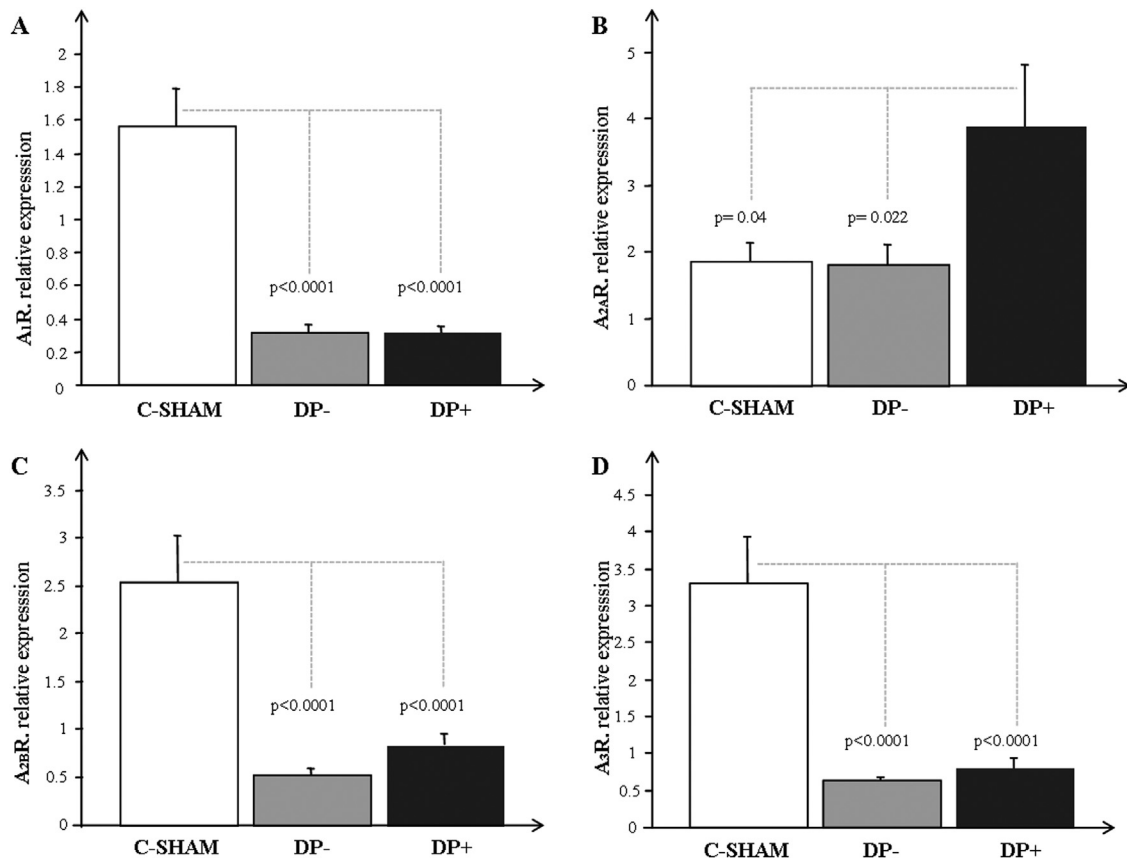 A
A1R. relative expresssion
2
1.8
1.6
1.4
1.2
1
0.8
0.6
0.4
0.2
0
p<0.0001 p<0.0001
C-SHAM DP- DP+
B
A2AR. relative expresssion
5
4
3
2
1
0
p= 0.04 p= 0.022
C-SHAM DP- DP+
C
A2BR. relative expresssion
3.5
3
2.5
2
1.5
1
0.5
0
p<0.0001 p<0.0001
C-SHAM DP- DP+
D
A3R. relative expresssion
4.5
4
3.5
3
2.5
2
1.5
1
0.5
0
p<0.0001 p<0.0001
C-SHAM DP- DP+